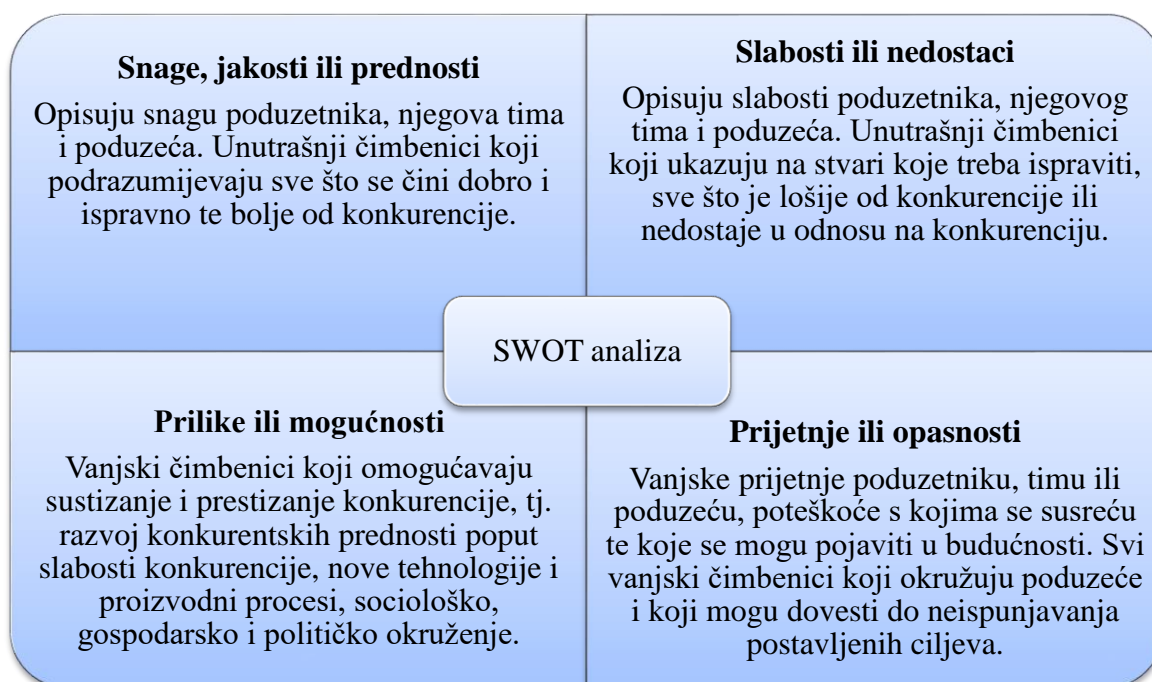 Snage, jakosti ili prednosti
Opisuju snagu poduzetnika, njegova tima
i poduzeća. Unutrašnji čimbenici koji
podrazumijevaju sve što se čini dobro i
ispravno te bolje od konkurencije.
Slabosti ili nedostaci
Opisuju slabosti poduzetnika, njegovog
tima i poduzeća. Unutrašnji čimbenici
koji ukazuju na stvari koje treba ispraviti,
sve što je lošije od konkurencije ili
nedostaje u odnosu na konkurenciju.
SWOT analiza
Prilike ili mogućnosti
Vanjski čimbenici koji omogućavaju
sustizanje i prestizanje konkurencije, tj.
razvoj konkurentskih prednosti poput
slabosti konkurencije, nove tehnologije i
proizvodni procesi, sociološko,
gospodarsko i političko okruženje.
Prijetnje ili opasnosti
Vanjske prijetnje poduzetniku, timu ili
poduzeću, poteškoće s kojima se susreću
te koje se mogu pojaviti u budućnosti. Svi
vanjski čimbenici koji okružuju poduzeće
i koji mogu dovesti do neispunjavanja
postavljenih ciljeva.